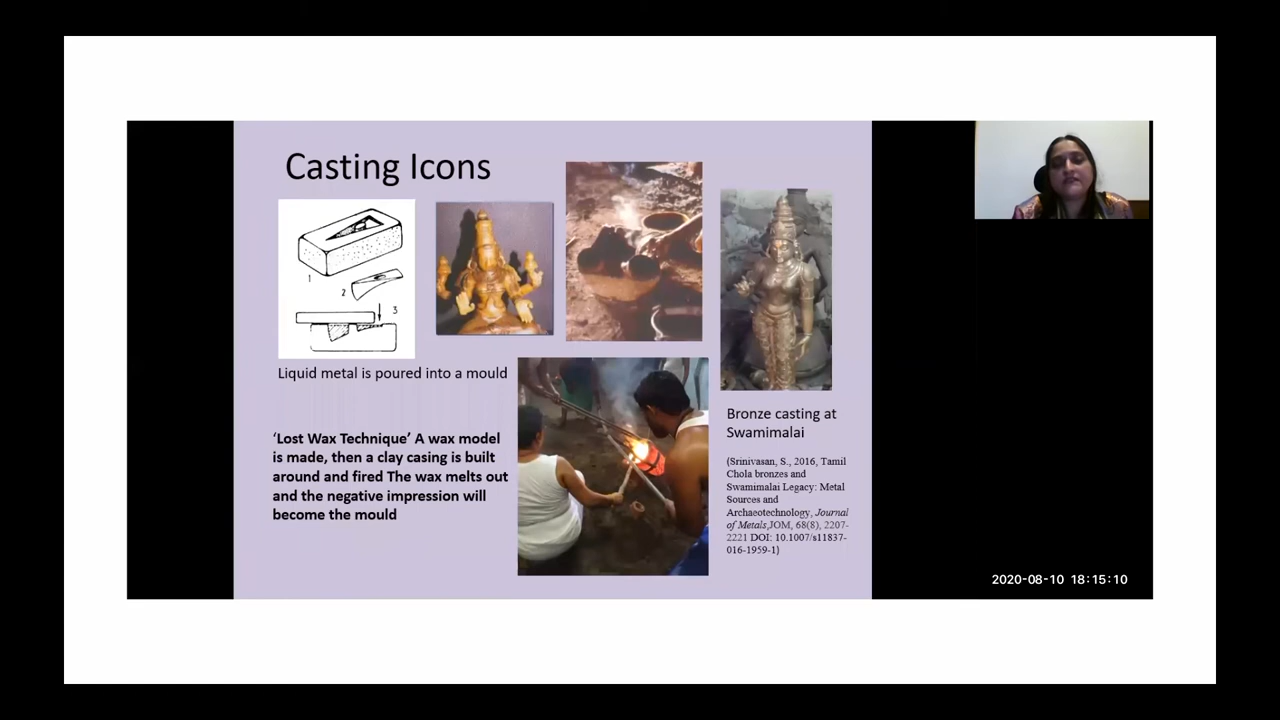 Casting Icons
1
2
3
Liquid metal is poured into a mould
‘Lost Wax Technique’ A wax model
is made, then a clay casing is built
around and fired The wax melts out
and the negative impression will
become the mould
Bronze casting at
Swamimalai
(Srinivasan, S., 2016, Tamil
Chola bronzes and
Swamimalai Legacy: Metal
Sources and
Archaeotechnology, Journal
of Metals,JOM, 68(8), 2207-
2221 DOI: 10.1007/s11837-
016-1959-1)
2020-08-10 18:15:10